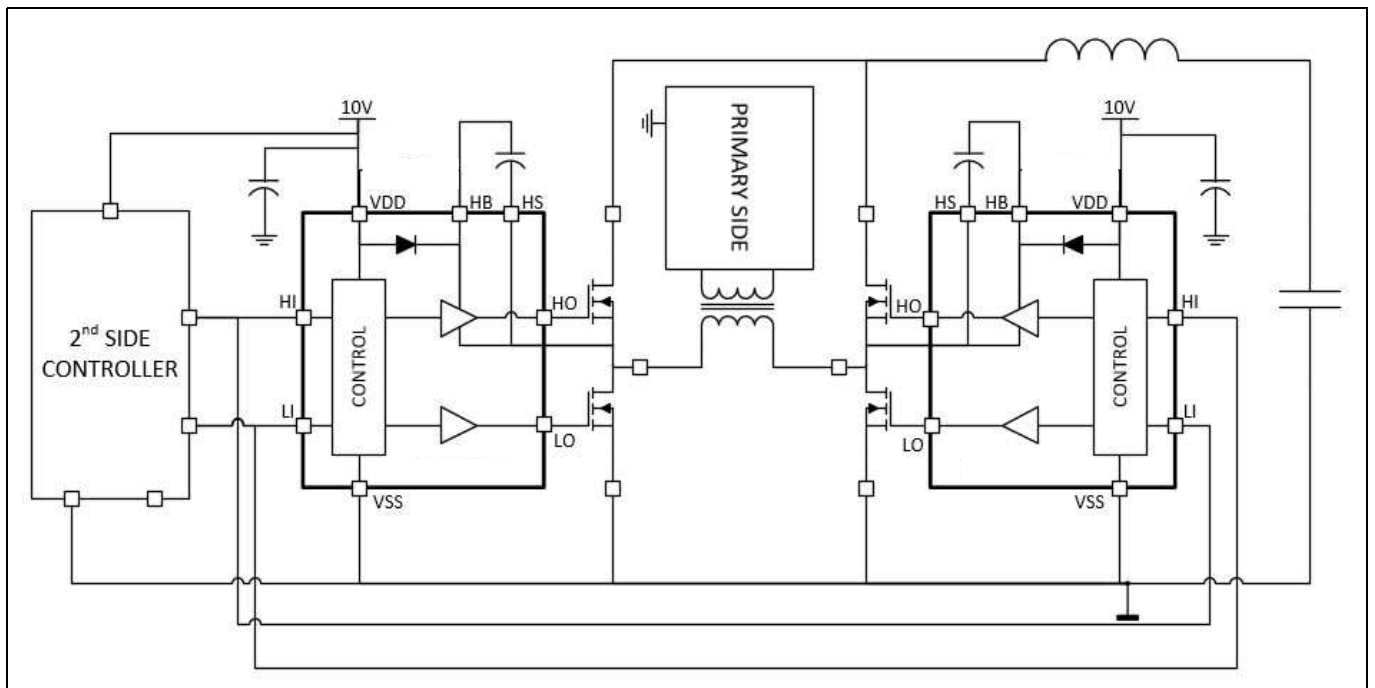 10V
VDD
HB
HS
HI
LI
CONTROL
HO
LO
VSS
2nd SIDE
CONTROLLER
PRIMARY SIDE
10V
HS
HB
VDD
HO
HI
CONTROL
LI
LO
VSS